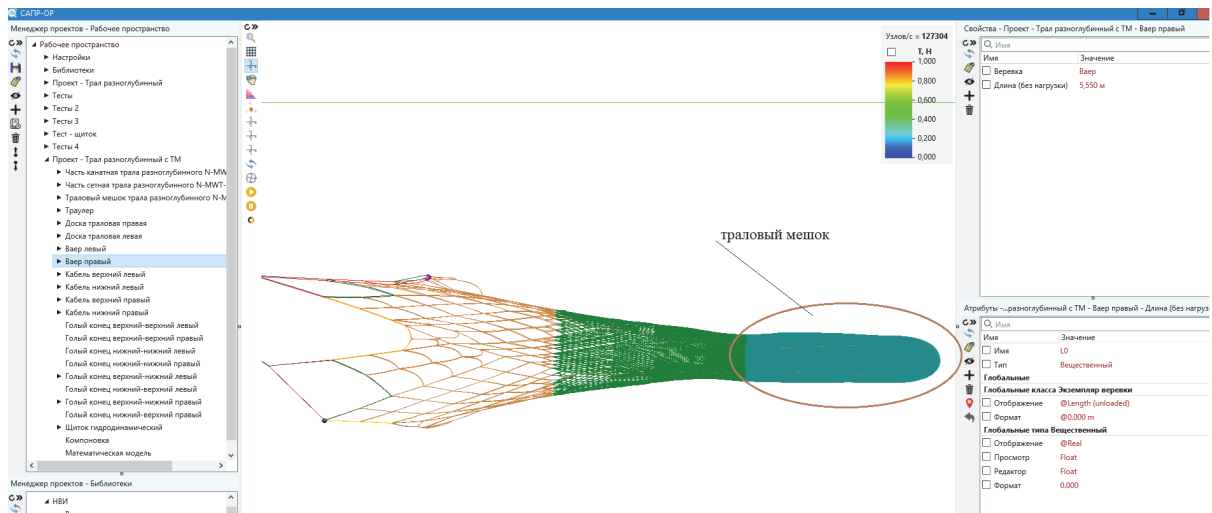 САПР-ОР
Менеджер проектов - Рабочее пространство
Рабочее пространство
Настройки
Библиотеки
Проект - Трал разноглубинный
Тесты
Тесты 2
Тесты 3
Тест - щиток
Тесты 4
Проект - Трал разноглубинный с ТМ
Часть канатная трала разноглубинного N-MW
Часть сетная трала разноглубинного N-MWT-
Траловый мешок трала разноглубинного N-M
Траулер
Доска траловая правая
Доска траловая левая
Ваер левый
Ваер правый
Кабель верхний левый
Кабель нижний левый
Кабель верхний правый
Кабель нижний правый
Голый конец верхний-верхний левый
Голый конец верхний-верхний правый
Голый конец нижний-нижний левый
Голый конец нижний-нижний правый
Голый конец верхний-нижний левый
Голый конец нижний-верхний левый
Голый конец верхний-нижний правый
Голый конец нижний-верхний правый
Щиток гидродинамический
Компоновка
Математическая модель
Менеджер проектов - Библиотеки
НВИ
Узлов/с = 127304
T, H
1,000
0,800
0,600
0,400
0,200
0,000
траловый мешок
Свойства - Проект - Трал разноглубинный с ТМ - Ваер правый
Имя
Имя Значение
Веревка Ваер
Длина (без нагрузки) 5,550 м
Атрибуты -...разноглубинный с ТМ - Ваер правый - Длина (без нагруз
Имя
Имя Значение
Имя L0
Тип Вещественный
Глобальные
Глобальные класса Экземпляр веревки
Отображение @Length (unloaded)
Формат @0.000 m
Глобальные типа Вещественный
Отображение @Real
Просмотр Float
Редактор Float
Формат 0.000